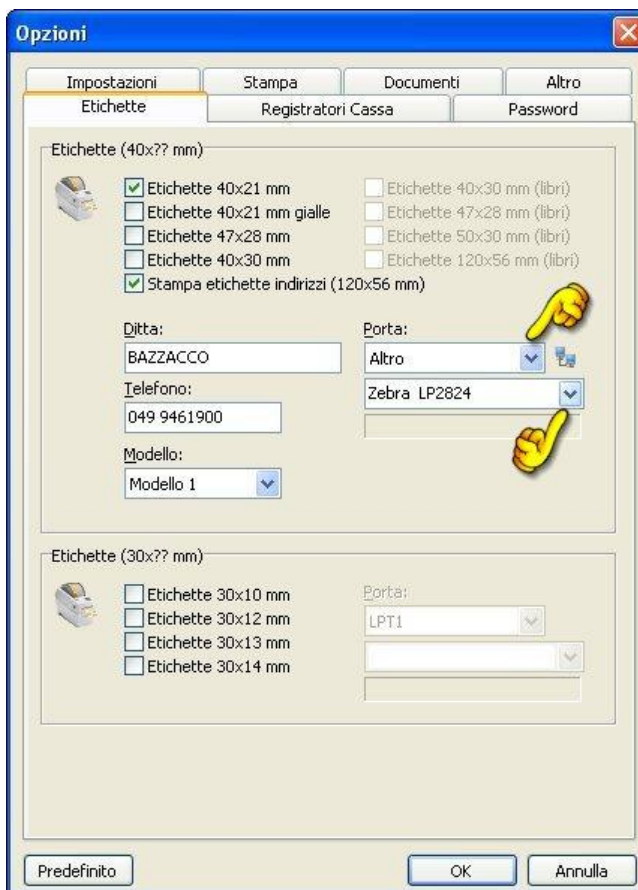 Opzioni
Impostazioni Stampa Documenti Altro
Etichette Registratori Cassa Password
Etichette (40x?? mm)
Etichette 40x21 mm Etichette 40x30 mm (libri)
Etichette 40x21 mm gialle Etichette 47x28 mm (libri)
Etichette 47x28 mm Etichette 50x30 mm (libri)
Etichette 40x30 mm Etichette 120x56 mm (libri)
Stampa etichette indirizzi (120x56 mm)
Ditta: Porta:
BAZZACCO Altro
Telefono: Zebra LP2824
049 9461900
Modello:
Modello 1
Etichette (30x?? mm)
Etichette 30x10 mm Porta:
Etichette 30x12 mm LPT1
Etichette 30x13 mm
Etichette 30x14 mm
Predefinito OK Annulla